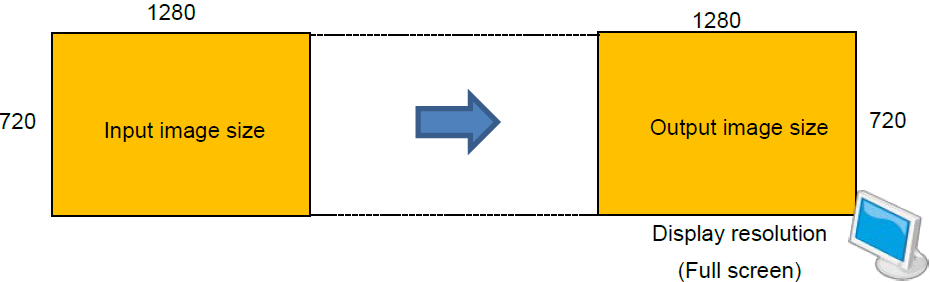 1280
1280
720
Input image size
Output image size
720
Display resolution
(Full screen)